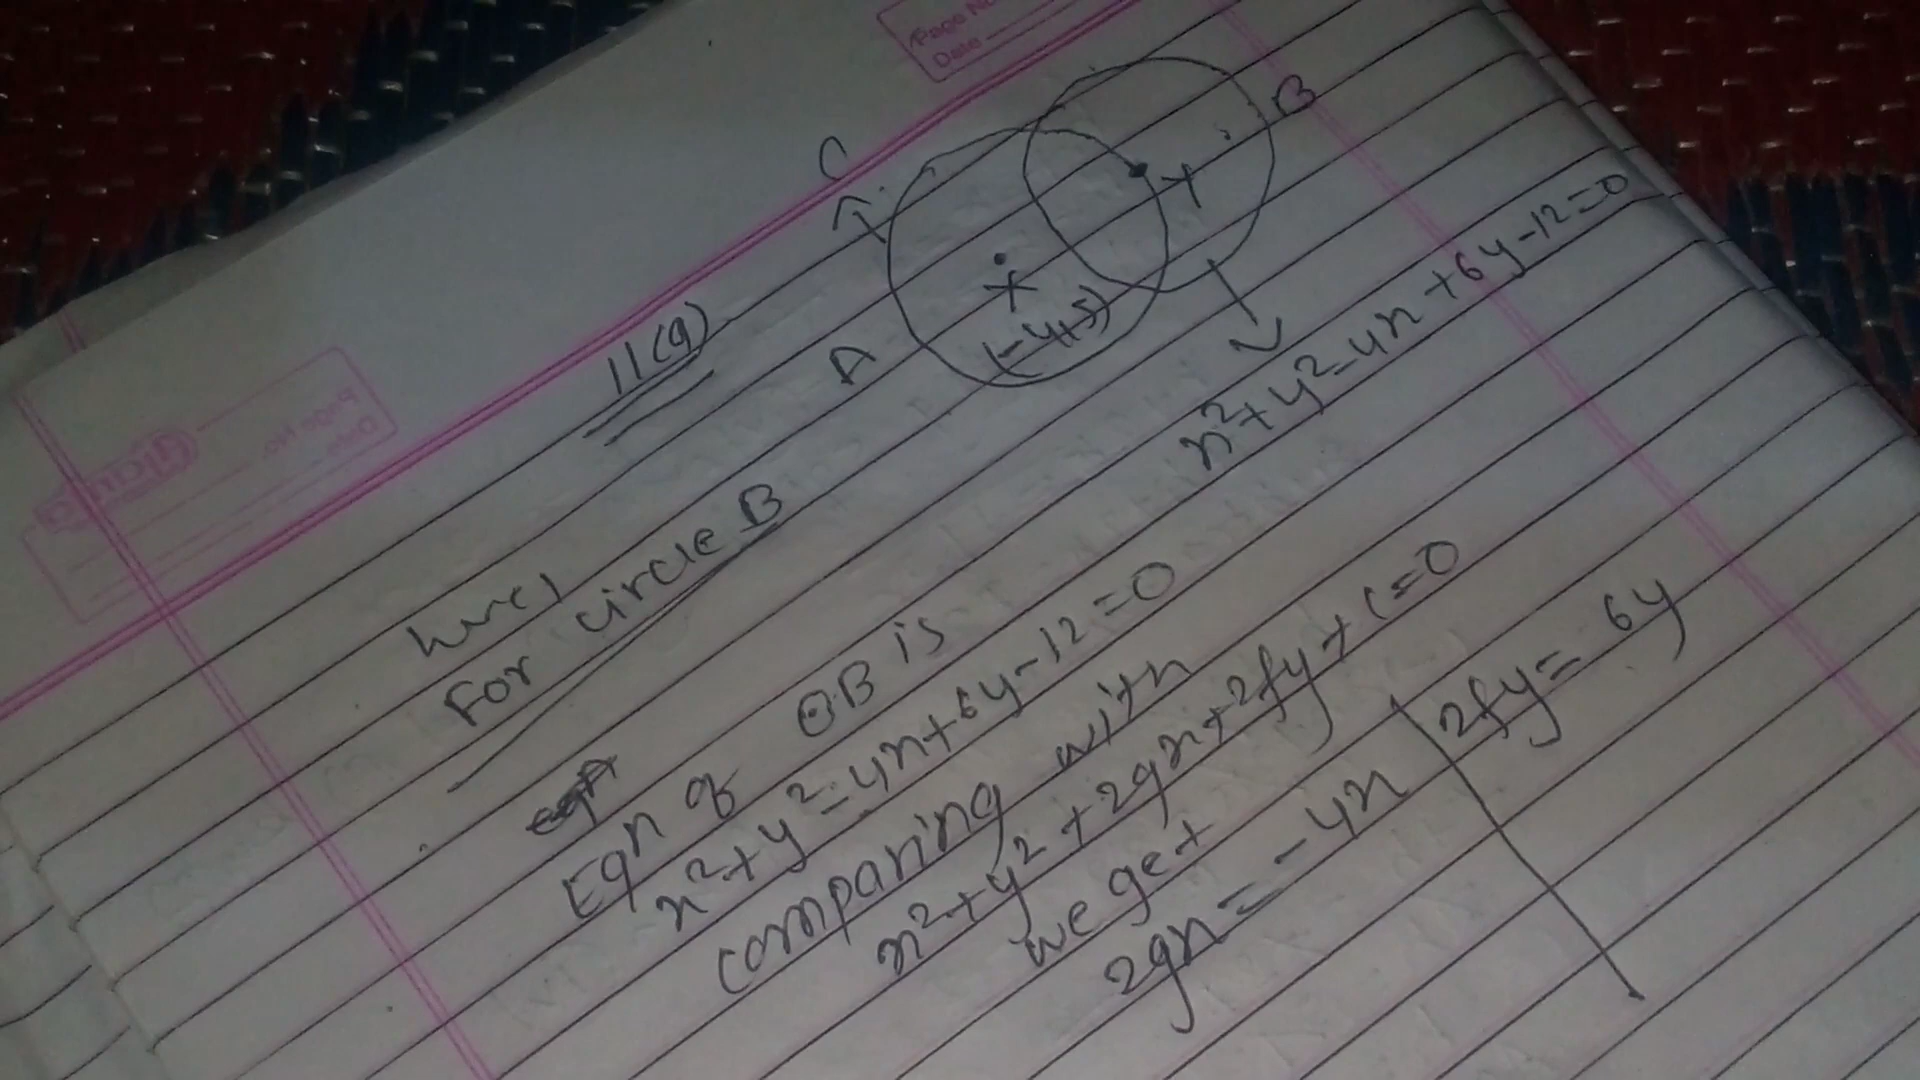 Page No.
Date
C
B
Y
X
(-4,5)
A
11(a)
x²+y²-4x+6y-12=0
here,
For circle B
Eqn of ⊙B is
x²+y²-4x+6y-12=0
comparing with
x²+y²+2gx+2fy+c=0
we get
2gx=-4x
2fy=6y